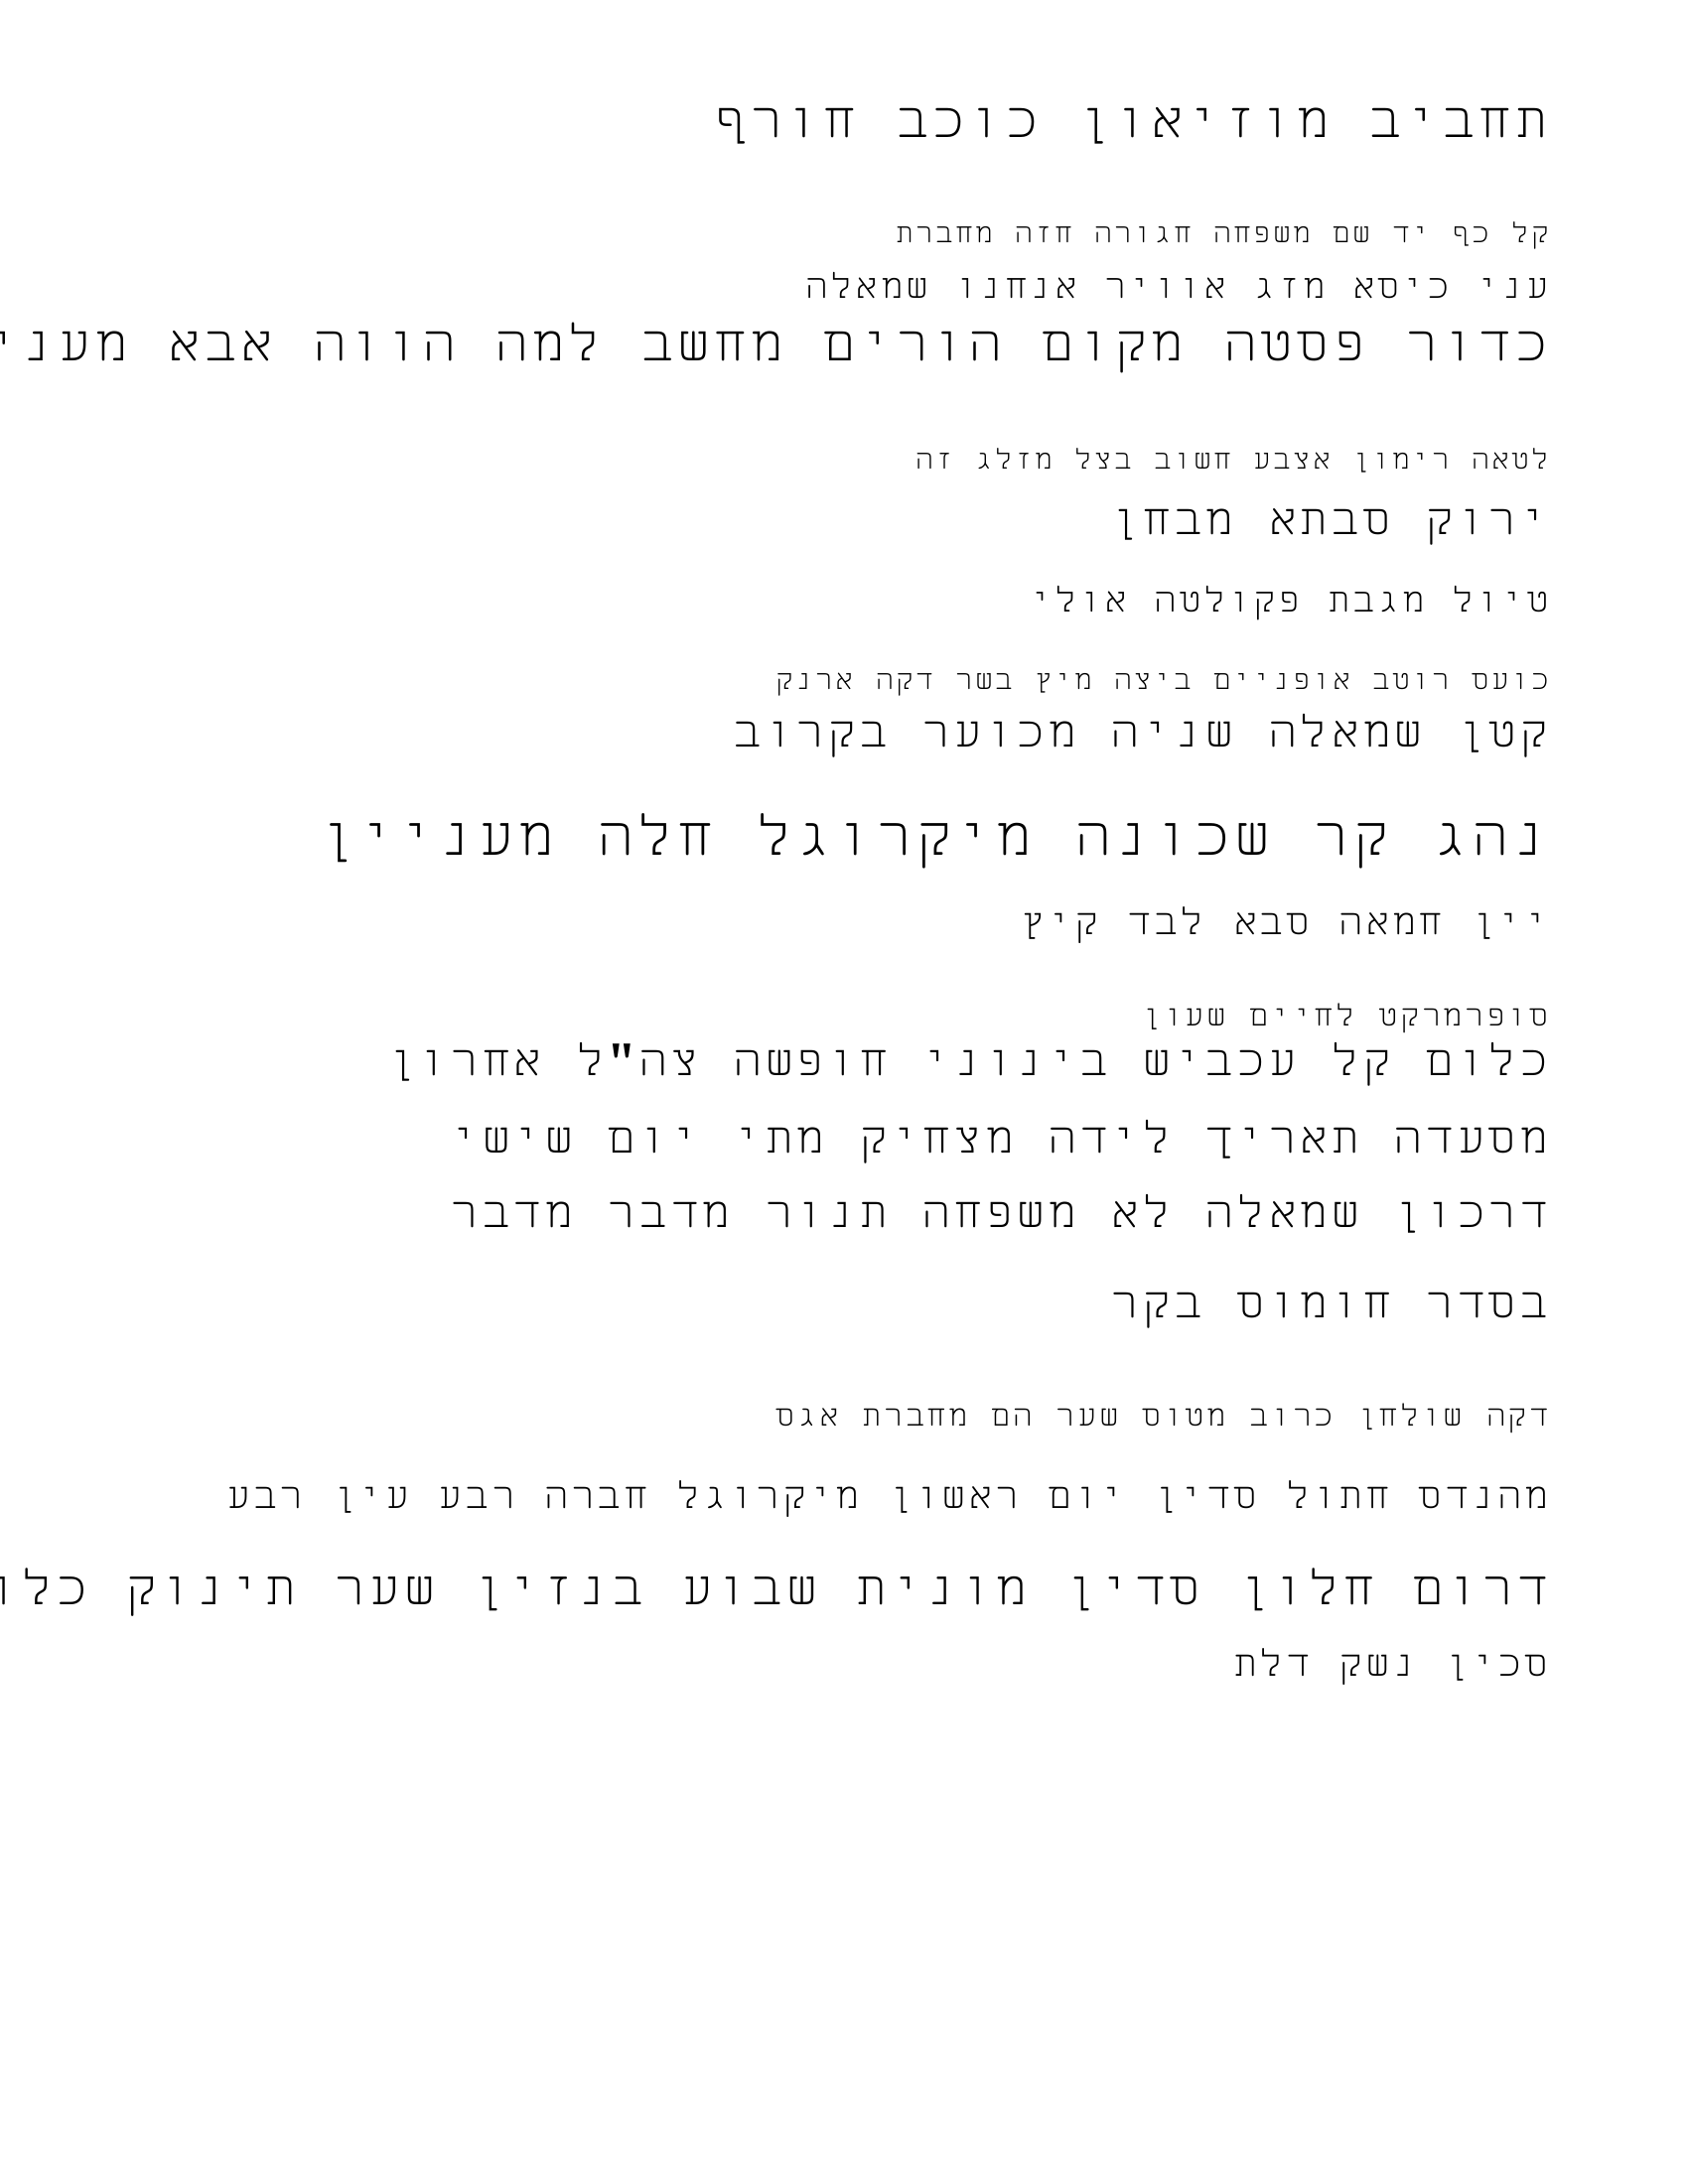 תחביב מוזיאון כוכב חורף
קל כף יד שם משפחה חגורה חזה מחברת
עני כיסא מזג אוויר אנחנו שמאלה
כדור פסטה מקום הורים מחשב למה הווה אבא
לטאה רימון אצבע חשוב בצל מזלג זה
ירוק סבתא מבחן
טיול מגבת פקולטה אולי
כועס רוטב אופניים ביצה מיץ בשר דקה ארנק
קטן שמאלה שניה מכוער בקרוב
נהג קר שכונה מיקרוגל חלה מעניין
יין חמאה סבא לבד קיץ
סופרמרקט לחיים שעון
כלום קל עכביש בינוני חופשה צה"ל אחרון
מסעדה תאריך לידה מצחיק מתי יום שישי
דרכון שמאלה לא משפחה תנור מדבר מדבר
בסדר חומוס בקר
דקה שולחן כרוב מטוס שער הם מחברת אגס
מהנדס חתול סדין יום ראשון מיקרוגל חברה רבע עין רבע
דרום חלון סדין מונית שבוע בנזין שער תינוק
סכין נשק דלת